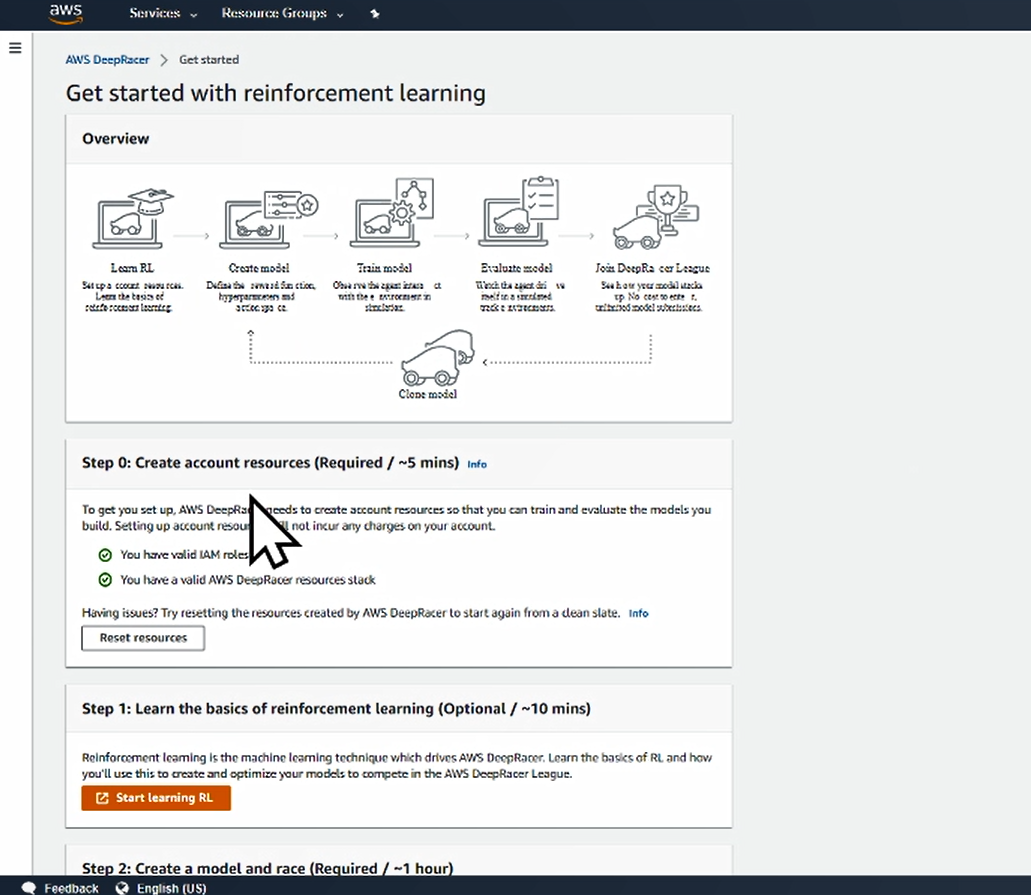 aws
Services
Resource Groups
AWS DeepRacer > Get started
Get started with reinforcement learning
Overview
Learn RL
Set up account resources.
Learn the basics of
reinforcement learning.
Create model
Define the reward function,
hyperparameters and
action space.
Train model
Observe the agent interact
with the environment in
simulation.
Evaluate model
Watch the agent drive
itself in a simulated
track environments.
Join DeepRa cer League
See how your model stacks
up. No cost to enter,
unlimited model submissions.
Clone model
Step 0: Create account resources (Required / ~5 mins) Info
To get you set up, AWS DeepRac needs to create account resources so that you can train and evaluate the models you
build. Setting up account resour not incur any charges on your account.
You have valid IAM roles
You have a valid AWS DeepRacer resources stack
Having issues? Try resetting the resources created by AWS DeepRacer to start again from a clean slate. Info
Reset resources
Step 1: Learn the basics of reinforcement learning (Optional / ~10 mins)
Reinforcement learning is the machine learning technique which drives AWS DeepRacer. Learn the basics of RL and how
you'll use this to create and optimize your models to compete in the AWS DeepRacer League.
Start learning RL
Step 2: Create a model and race (Required / ~1 hour)
Feedback
English (US)